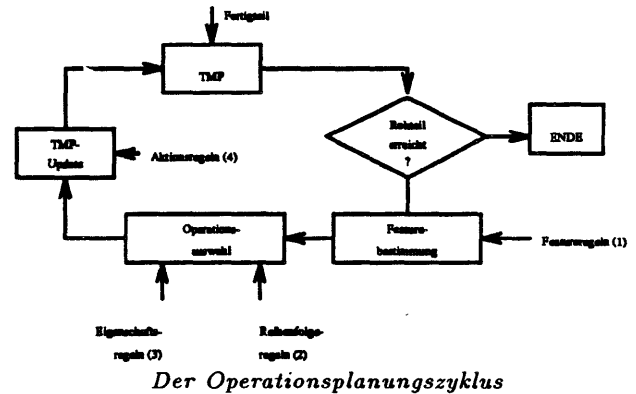 Fertigteil
TMP
Rohteil
erreicht
?
ENDE
TMP-
Update
Aktionsregeln (4)
Operations-
auswahl
Feature-
bestimmung
Featureregeln (1)
Eigenschafts-
regeln (3)
Reihenfolge-
regeln (2)
Der Operationsplanungszyklus